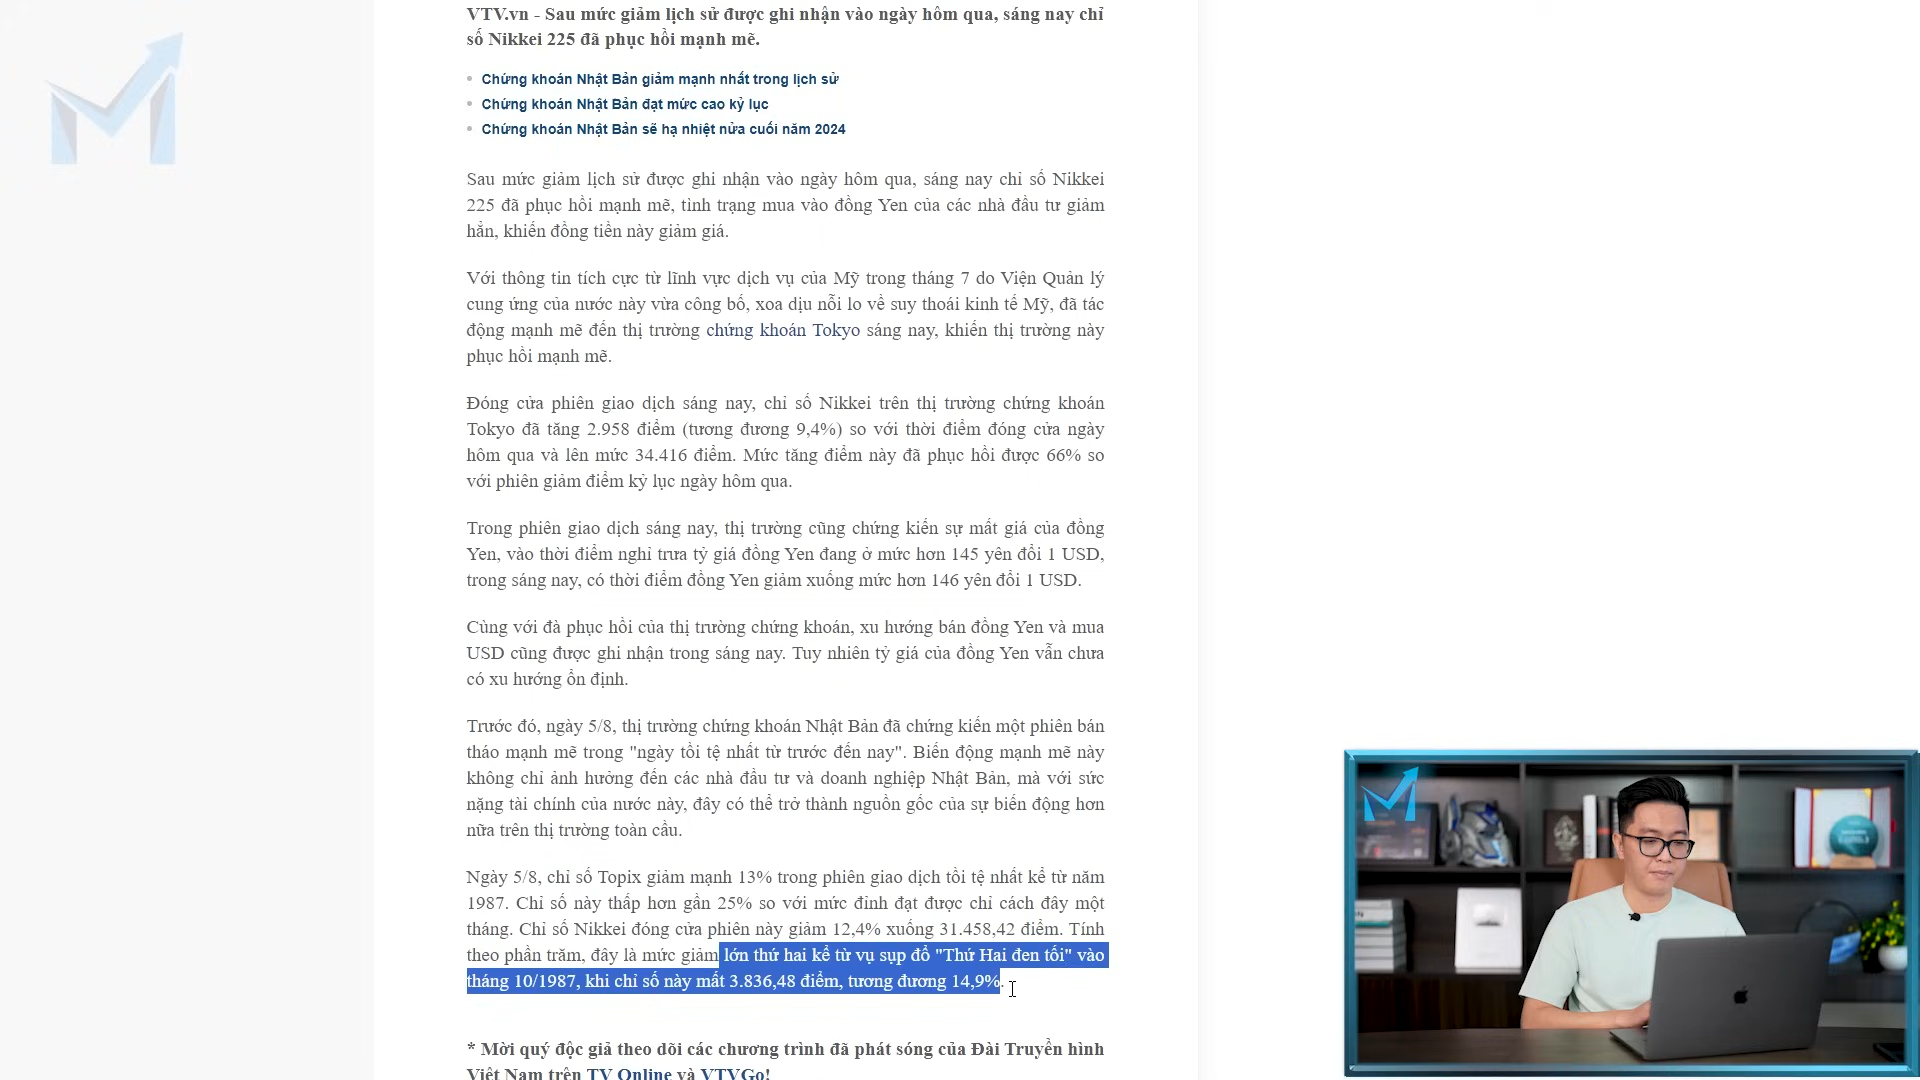 VTV.vn - Sau mức giảm lịch sử được ghi nhận vào ngày hôm qua, sáng nay chỉ
số Nikkei 225 đã phục hồi mạnh mẽ.
Chứng khoán Nhật Bản giảm mạnh nhất trong lịch sử
Chứng khoán Nhật Bản đạt mức cao kỷ lục
Chứng khoán Nhật Bản sẽ hạ nhiệt nửa cuối năm 2024
Sau mức giảm lịch sử được ghi nhận vào ngày hôm qua, sáng nay chỉ số Nikkei
225 đã phục hồi mạnh mẽ, tình trạng mua vào đồng Yen của các nhà đầu tư giảm
hẳn, khiến đồng tiền này giảm giá.
Với thông tin tích cực từ lĩnh vực dịch vụ của Mỹ trong tháng 7 do Viện Quản lý
cung ứng của nước này vừa công bố, xoa dịu nỗi lo về suy thoái kinh tế Mỹ, đã tác
động mạnh mẽ đến thị trường chứng khoán Tokyo sáng nay, khiến thị trường này
phục hồi mạnh mẽ.
Đóng cửa phiên giao dịch sáng nay, chỉ số Nikkei trên thị trường chứng khoán
Tokyo đã tăng 2.958 điểm (tương đương 9,4%) so với thời điểm đóng cửa ngày
hôm qua và lên mức 34.416 điểm. Mức tăng điểm này đã phục hồi được 66% so
với phiên giảm điểm kỷ lục ngày hôm qua.
Trong phiên giao dịch sáng nay, thị trường cũng chứng kiến sự mất giá của đồng
Yen, vào thời điểm nghỉ trưa tỷ giá đồng Yen đang ở mức hơn 145 yên đổi 1 USD,
trong sáng nay, có thời điểm đồng Yen giảm xuống mức hơn 146 yên đổi 1 USD.
Cùng với đà phục hồi của thị trường chứng khoán, xu hướng bán đồng Yen và mua
USD cũng được ghi nhận trong sáng nay. Tuy nhiên tỷ giá của đồng Yen vẫn chưa
có xu hướng ổn định.
Trước đó, ngày 5/8, thị trường chứng khoán Nhật Bản đã chứng kiến một phiên bán
tháo mạnh mẽ trong "ngày tồi tệ nhất từ trước đến nay". Biến động mạnh mẽ này
không chỉ ảnh hưởng đến các nhà đầu tư và doanh nghiệp Nhật Bản, mà với sức
nặng tài chính của nước này, đây có thể trở thành nguồn gốc của sự biến động hơn
nữa trên thị trường toàn cầu.
Ngày 5/8, chỉ số Topix giảm mạnh 13% trong phiên giao dịch tồi tệ nhất kể từ năm
1987. Chỉ số này thấp hơn gần 25% so với mức đỉnh đạt được chỉ cách đây một
tháng. Chỉ số Nikkei đóng cửa phiên này giảm 12,4% xuống 31.458,42 điểm. Tính
theo phần trăm, đây là mức giảm lớn thứ hai kể từ vụ sụp đổ "Thứ Hai đen tối" vào
tháng 10/1987, khi chỉ số này mất 3.836,48 điểm, tương đương 14,9%.
* Mời quý độc giả theo dõi các chương trình đã phát sóng của Đài Truyền hình
Việt Nam trên TV Online và VTVGo!